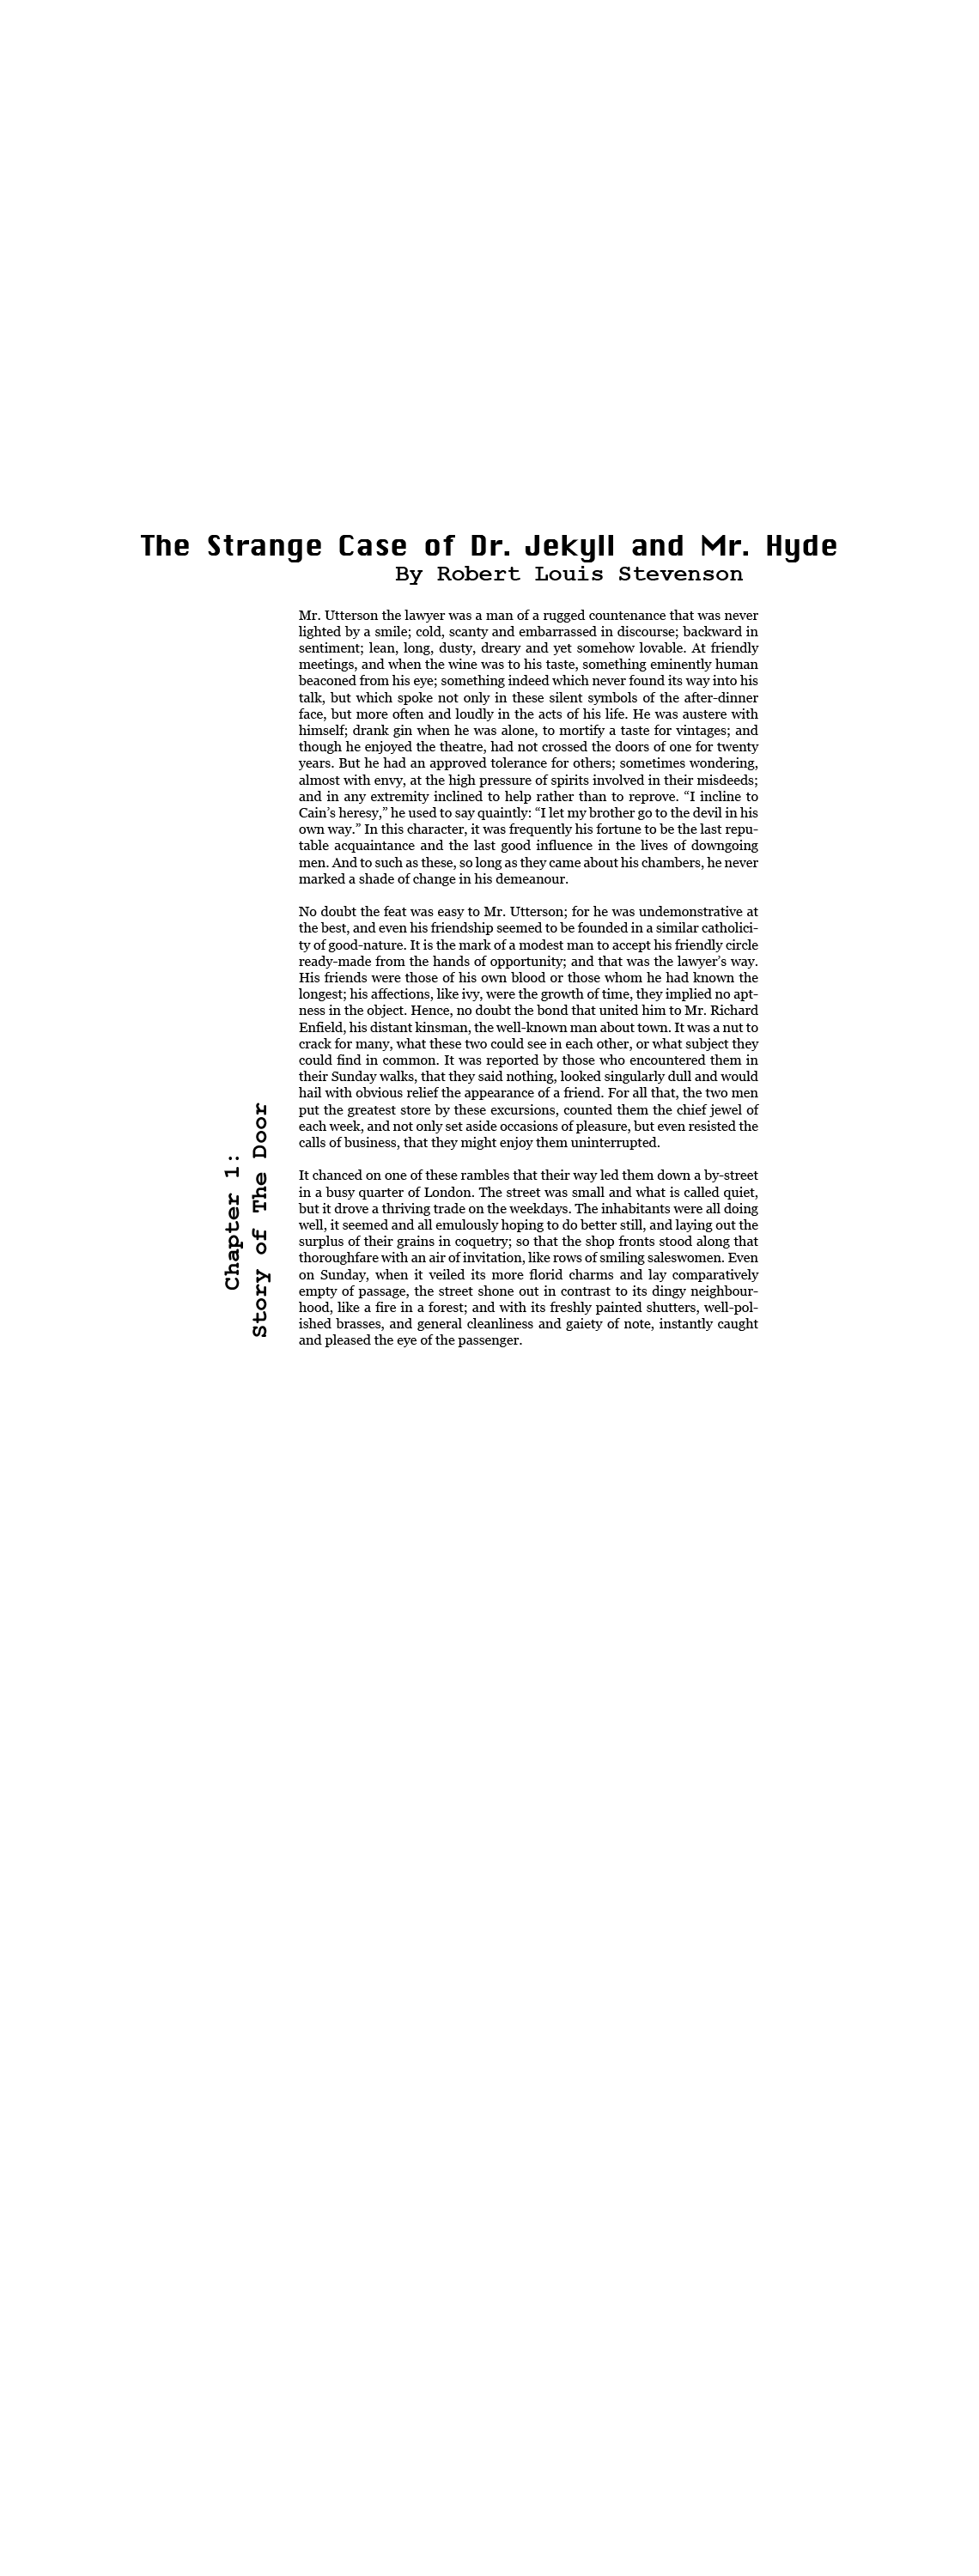 The Strange Case of Dr. Jekyll and Mr. Hyde
By Robert Louis Stevenson
Chapter 1:
Story of The Door
Mr. Utterson the lawyer was a man of a rugged countenance that was never
lighted by a smile; cold, scanty and embarrassed in discourse; backward in
sentiment; lean, long, dusty, dreary and yet somehow lovable. At friendly
meetings, and when the wine was to his taste, something eminently human
beaconed from his eye; something indeed which never found its way into his
talk, but which spoke not only in these silent symbols of the after-dinner
face, but more often and loudly in the acts of his life. He was austere with
himself; drank gin when he was alone, to mortify a taste for vintages; and
though he enjoyed the theatre, had not crossed the doors of one for twenty
years. But he had an approved tolerance for others; sometimes wondering,
almost with envy, at the high pressure of spirits involved in their misdeeds;
and in any extremity inclined to help rather than to reprove. “I incline to
Cain’s heresy,” he used to say quaintly: “I let my brother go to the devil in his
own way.” In this character, it was frequently his fortune to be the last repu-
table acquaintance and the last good influence in the lives of downgoing
men. And to such as these, so long as they came about his chambers, he never
marked a shade of change in his demeanour.
No doubt the feat was easy to Mr. Utterson; for he was undemonstrative at
the best, and even his friendship seemed to be founded in a similar catholici-
ty of good-nature. It is the mark of a modest man to accept his friendly circle
ready-made from the hands of opportunity; and that was the lawyer’s way.
His friends were those of his own blood or those whom he had known the
longest; his affections, like ivy, were the growth of time, they implied no apt-
ness in the object. Hence, no doubt the bond that united him to Mr. Richard
Enfield, his distant kinsman, the well-known man about town. It was a nut to
crack for many, what these two could see in each other, or what subject they
could find in common. It was reported by those who encountered them in
their Sunday walks, that they said nothing, looked singularly dull and would
hail with obvious relief the appearance of a friend. For all that, the two men
put the greatest store by these excursions, counted them the chief jewel of
each week, and not only set aside occasions of pleasure, but even resisted the
calls of business, that they might enjoy them uninterrupted.
It chanced on one of these rambles that their way led them down a by-street
in a busy quarter of London. The street was small and what is called quiet,
but it drove a thriving trade on the weekdays. The inhabitants were all doing
well, it seemed and all emulously hoping to do better still, and laying out the
surplus of their grains in coquetry; so that the shop fronts stood along that
thoroughfare with an air of invitation, like rows of smiling saleswomen. Even
on Sunday, when it veiled its more florid charms and lay comparatively
empty of passage, the street shone out in contrast to its dingy neighbour-
hood, like a fire in a forest; and with its freshly painted shutters, well-pol-
ished brasses, and general cleanliness and gaiety of note, instantly caught
and pleased the eye of the passenger.